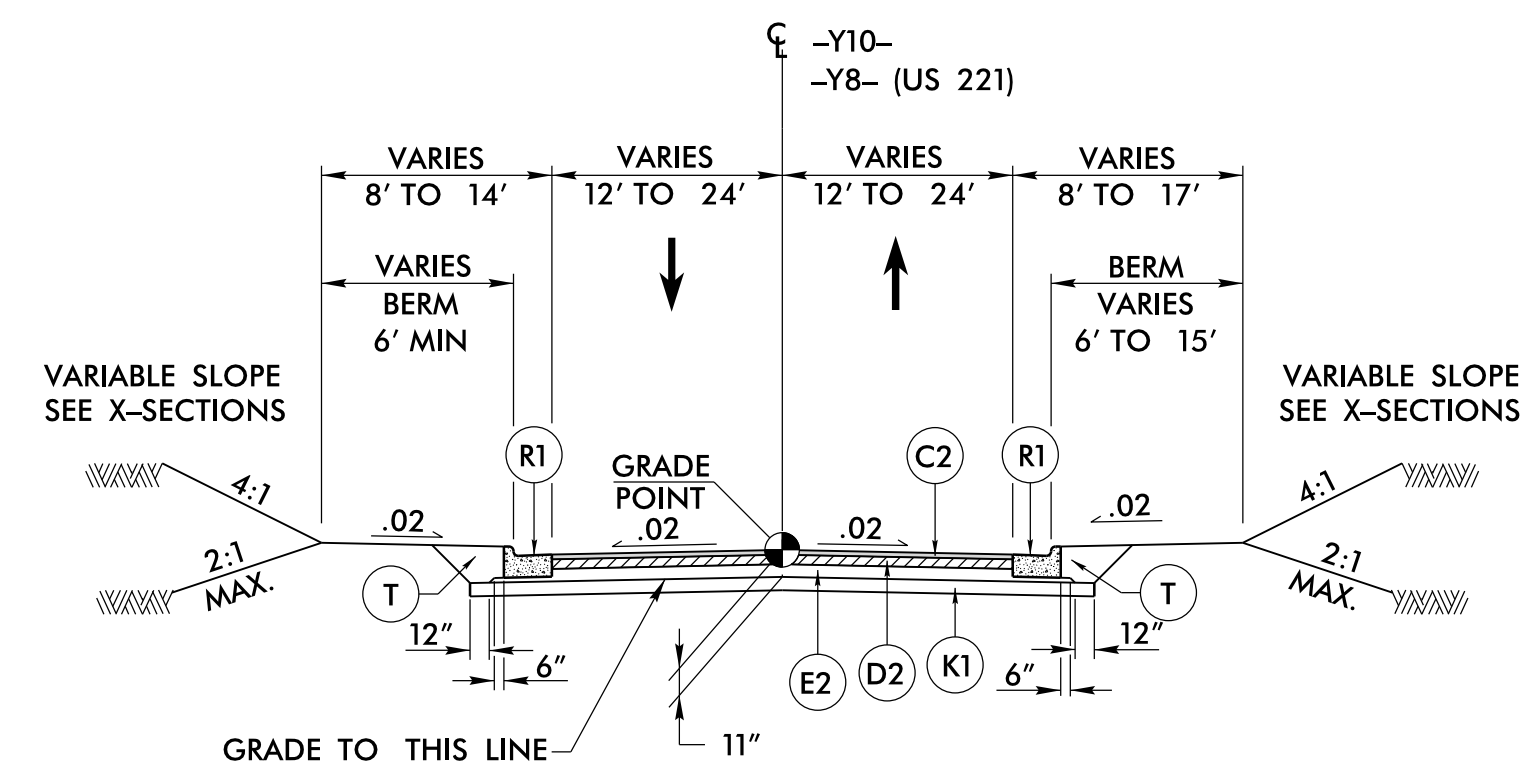 ℄ –Y10–
–Y8– (US 221)
VARIES
8' TO 14'
VARIES
12' TO 24'
VARIES
12' TO 24'
VARIES
8' TO 17'
VARIES
BERM
6' MIN
BERM
VARIES
6' TO 15'
VARIABLE SLOPE
SEE X–SECTIONS
VARIABLE SLOPE
SEE X–SECTIONS
R1
GRADE
POINT
C2
R1
4:1
.02
.02
.02
.02
4:1
2:1
MAX.
2:1
MAX.
T
T
12"
6"
E2
D2
K1
6"
12"
GRADE TO THIS LINE
11"